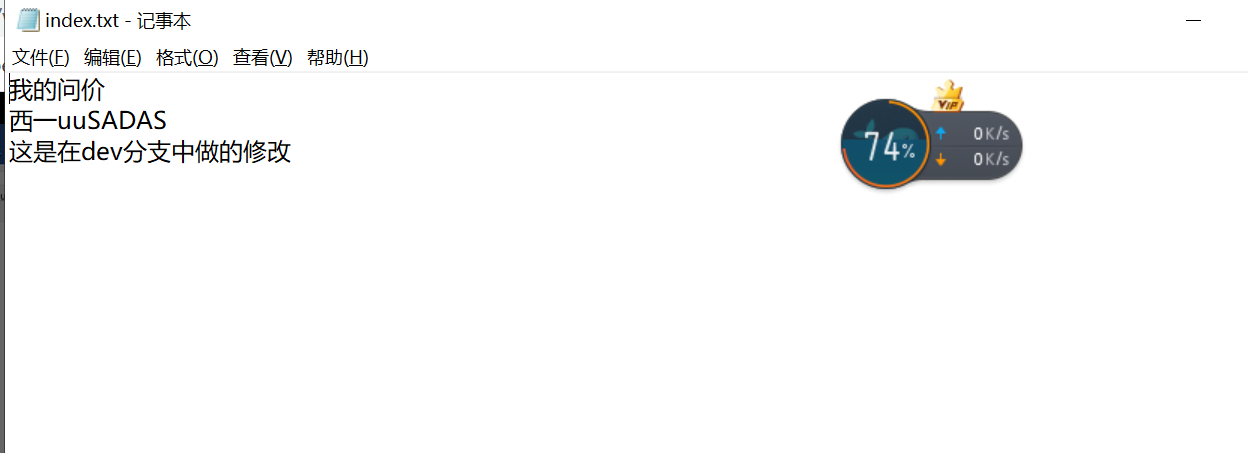 index.txt - 记事本
文件(F) 编辑(E) 格式(O) 查看(V) 帮助(H)
我的问价
西一uuSADAS
这是在dev分支中做的修改
VIP
74%
0K/s
0K/s